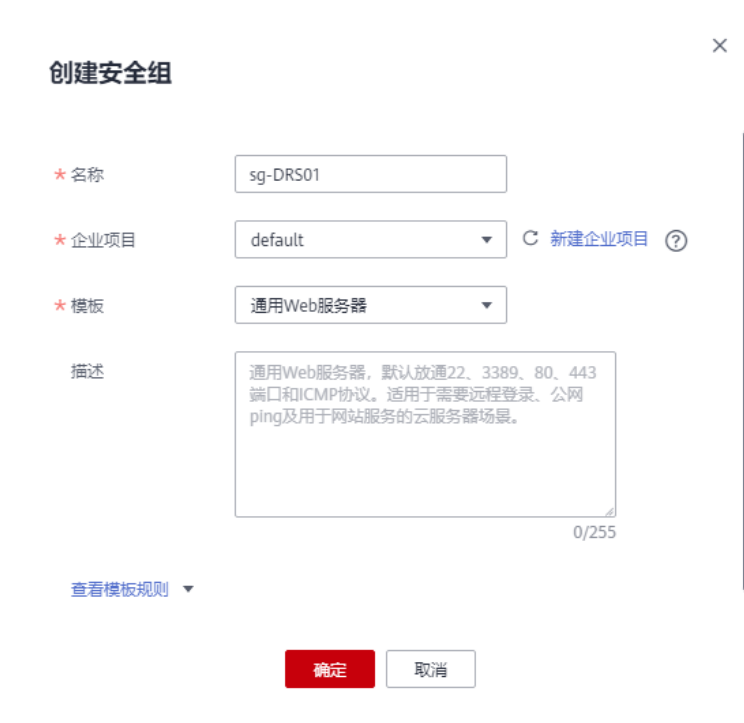 创建安全组
* 名称
sg-DRS01
* 企业项目
default
新建企业项目 ?
* 模板
通用Web服务器
描述
通用Web服务器，默认放通22、3389、80、443
端口和ICMP协议。适用于需要远程登录、公网
ping及用于网站服务的云服务器场景。
0/255
查看模板规则
确定
取消